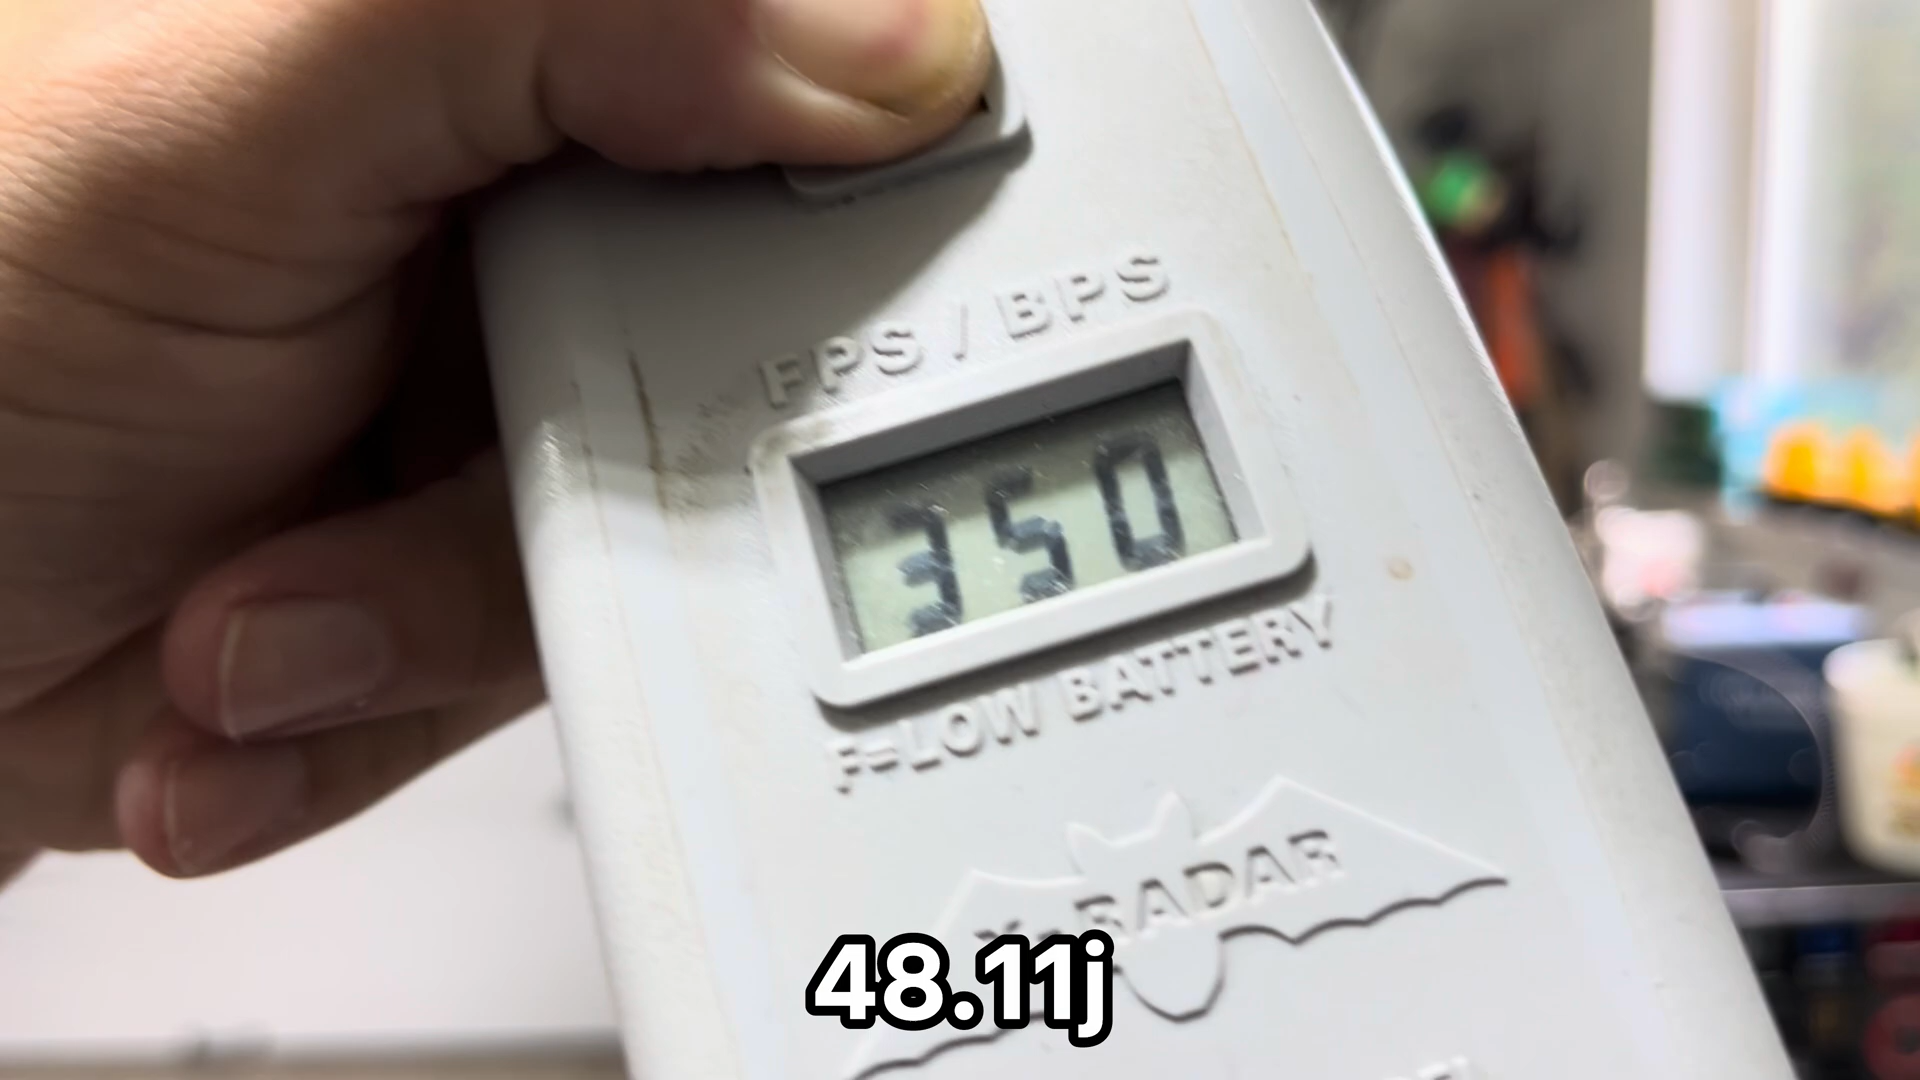 FPS / BPS
350
F=LOW BATTERY
X-RADAR
48.11j